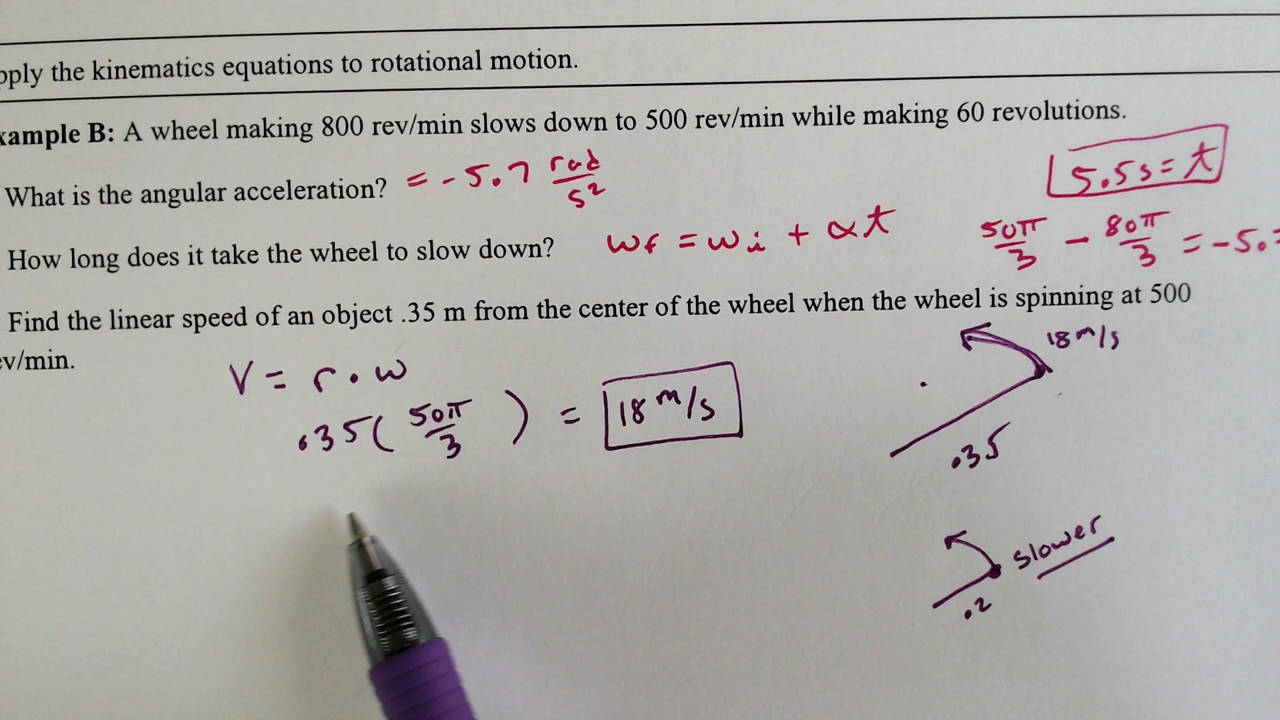 pply the kinematics equations to rotational motion.
xample B: A wheel making 800 rev/min slows down to 500 rev/min while making 60 revolutions.
What is the angular acceleration? = -5.7 rad/s²
5.5s = t
How long does it take the wheel to slow down? ωf = ωi + αt
50π/3 - 80π/3 = -5.
Find the linear speed of an object .35 m from the center of the wheel when the wheel is spinning at 500
ev/min.
V = r • ω
.35( 50π/3 ) = 18 m/s
18 m/s
.35
slower
.2